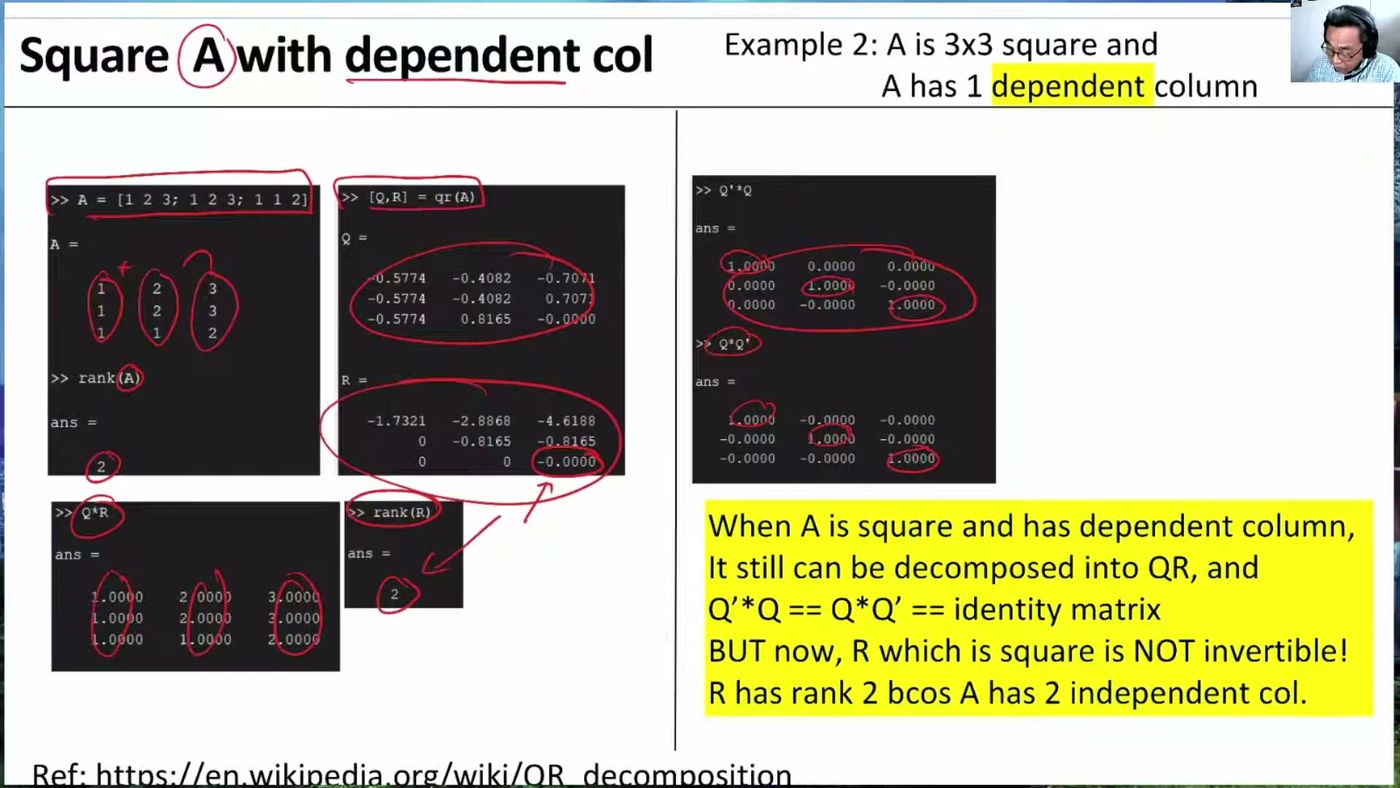 Square A with dependent col
Example 2: A is 3x3 square and
A has 1 dependent column
>> A = [1 2 3; 1 2 3; 1 1 2]
A =
1 2 3
1 2 3
1 1 2
>> rank(A)
ans =
2
>> [Q,R] = qr(A)
Q =
-0.5774 -0.4082 -0.7071
-0.5774 -0.4082 0.7071
-0.5774 0.8165 -0.0000
R =
-1.7321 -2.8868 -4.6188
0 -0.8165 -0.8165
0 0 -0.0000
>> Q*R
ans =
1.0000 2.0000 3.0000
1.0000 2.0000 3.0000
1.0000 1.0000 2.0000
>> rank(R)
ans =
2
>> Q'*Q
ans =
1.0000 0.0000 0.0000
0.0000 1.0000 -0.0000
0.0000 -0.0000 1.0000
>> Q*Q'
ans =
1.0000 -0.0000 -0.0000
-0.0000 1.0000 -0.0000
-0.0000 -0.0000 1.0000
When A is square and has dependent column,
It still can be decomposed into QR, and
Q’*Q == Q*Q’ == identity matrix
BUT now, R which is square is NOT invertible!
R has rank 2 bcos A has 2 independent col.
Ref: https://en.wikipedia.org/wiki/QR_decomposition